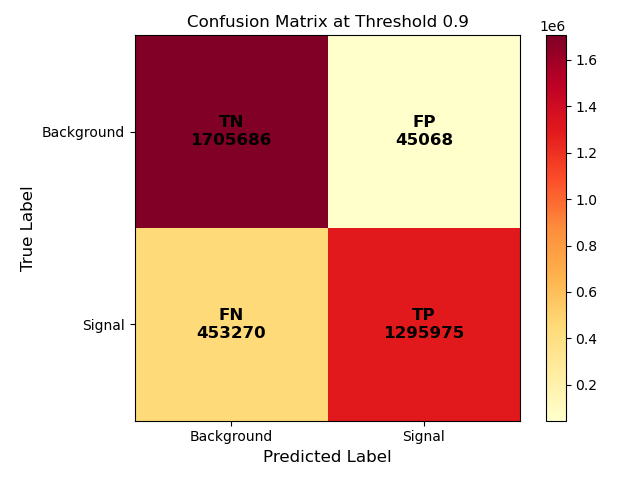 Confusion Matrix at Threshold 0.9
1e6
TN
1705686
FP
45068
FN
453270
TP
1295975
Background
Signal
True Label
Background
Signal
Predicted Label
1.6
1.4
1.2
1.0
0.8
0.6
0.4
0.2